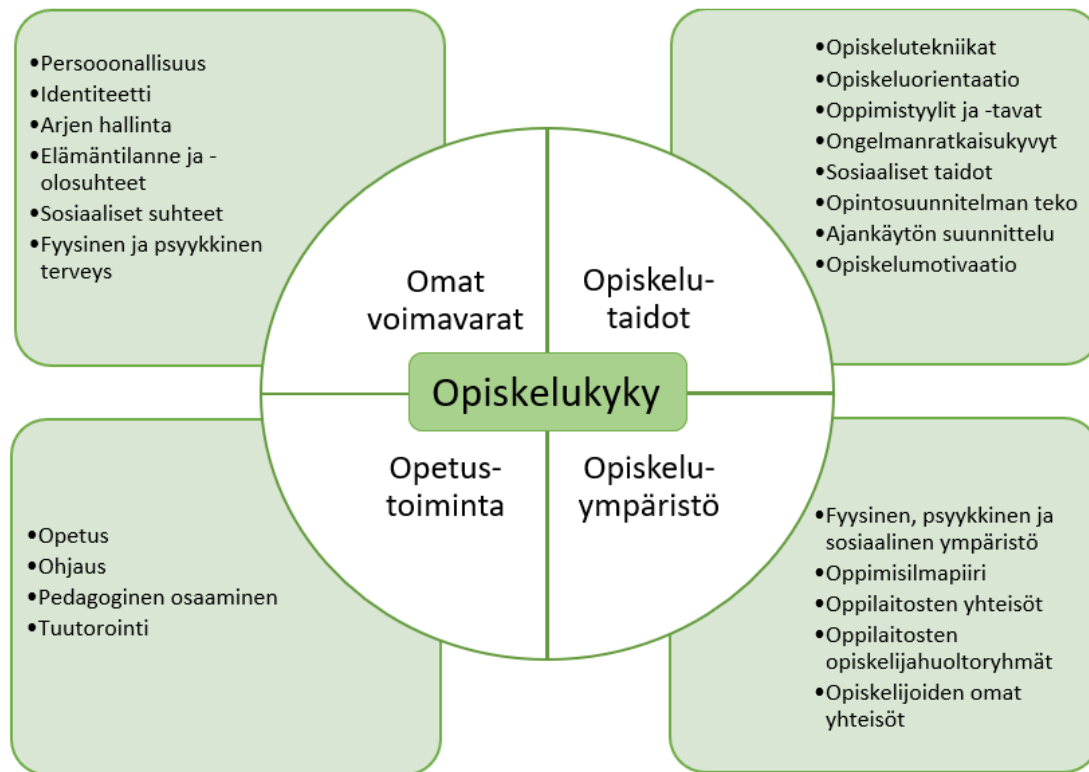 •Persooonallisuus
•Identiteetti
•Arjen hallinta
•Elämäntilanne ja -
olosuhteet
•Sosiaaliset suhteet
•Fyysinen ja psyykkinen
terveys
•Opiskelutekniikat
•Opiskeluorientaatio
•Oppimistyylit ja -tavat
•Ongelmanratkaisukyvyt
•Sosiaaliset taidot
•Opintosuunnitelman teko
•Ajankäytön suunnittelu
•Opiskelumotivaatio
Omat
voimavarat
Opiskelu-
taidot
Opiskelukyky
Opetus-
toiminta
Opiskelu-
ympäristö
•Opetus
•Ohjaus
•Pedagoginen osaaminen
•Tuutorointi
•Fyysinen, psyykkinen ja
sosiaalinen ympäristö
•Oppimisilmapiiri
•Oppilaitosten yhteisöt
•Oppilaitosten
opiskelijahuoltoryhmät
•Opiskelijoiden omat
yhteisöt